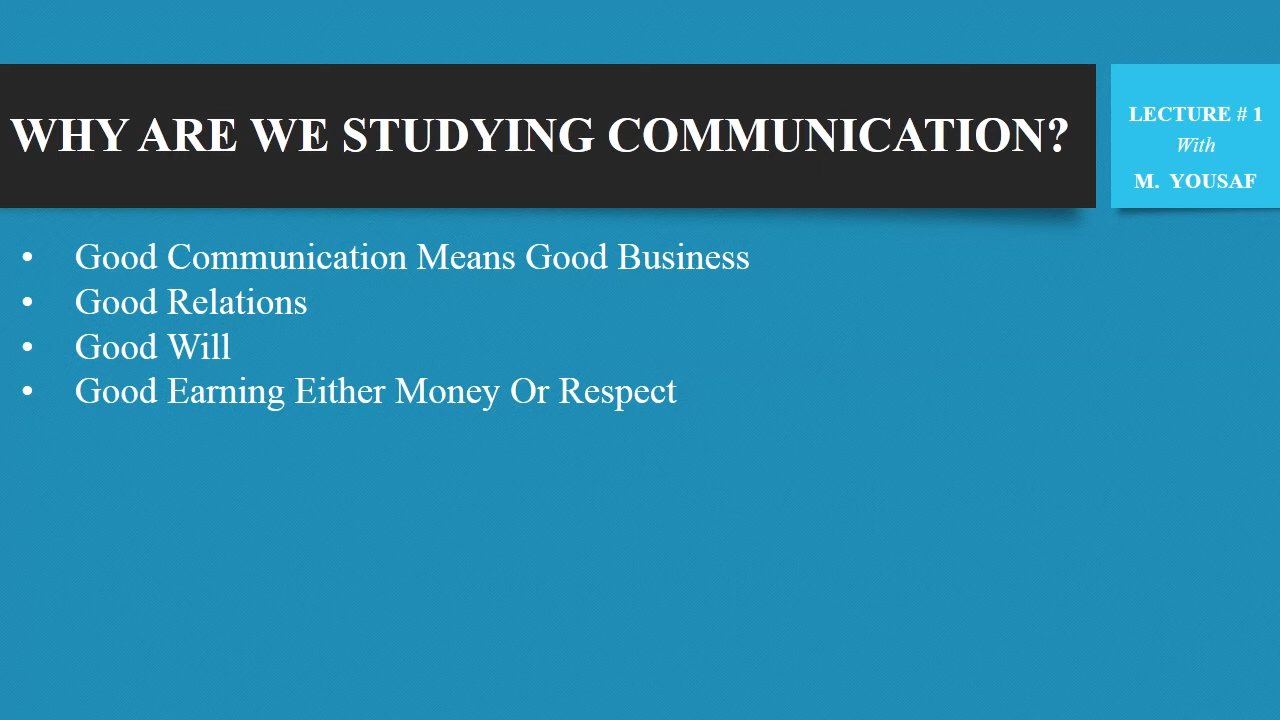 WHY ARE WE STUDYING COMMUNICATION?
LECTURE # 1
With
M. YOUSAF
• Good Communication Means Good Business
• Good Relations
• Good Will
• Good Earning Either Money Or Respect